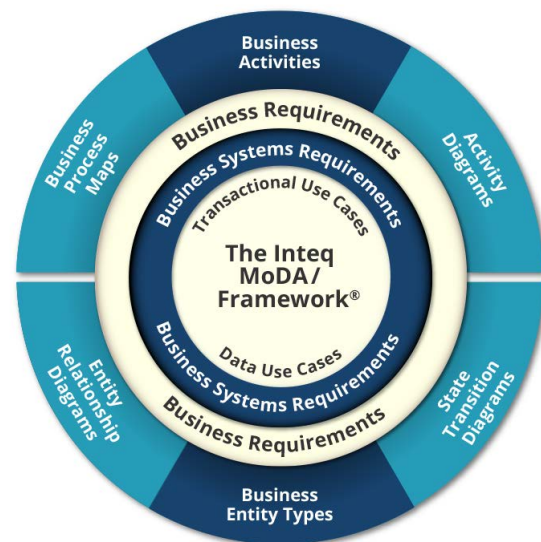 Business
Activities
Business
Process
Maps
Activity
Diagrams
Business Requirements
Business Systems Requirements
Transactional Use Cases
The Inteq
MoDA/
Framework®
Data Use Cases
Business Systems Requirements
Business Requirements
Entity
Relationship
Diagrams
State
Transition
Diagrams
Business
Entity Types